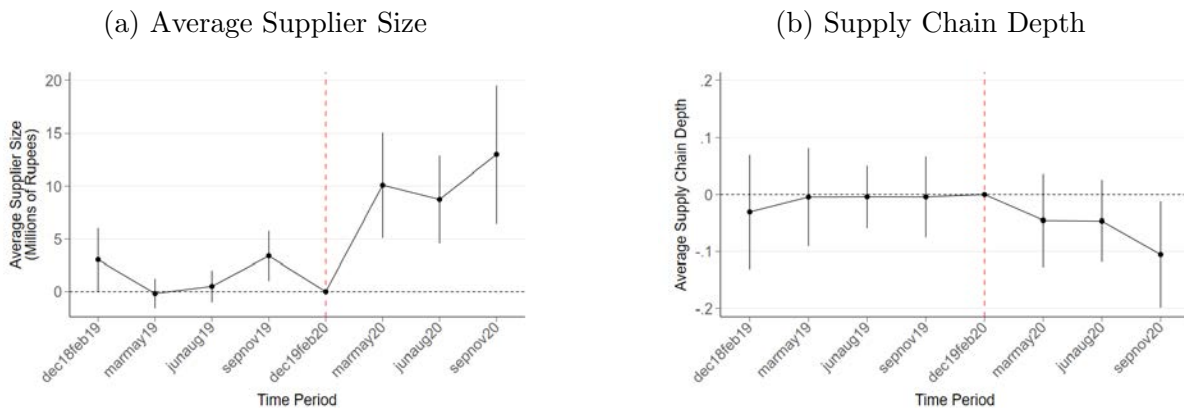 (a) Average Supplier Size
Average Supplier Size
(Millions of Rupees)
20
15
10
5
0
dec18feb19
marmay19
junaug19
sepnov19
dec19feb20
marmay20
junaug20
sepnov20
Time Period
(b) Supply Chain Depth
Average Supply Chain Depth
.2
.1
0
-.1
-.2
dec18feb19
marmay19
junaug19
sepnov19
dec19feb20
marmay20
junaug20
sepnov20
Time Period